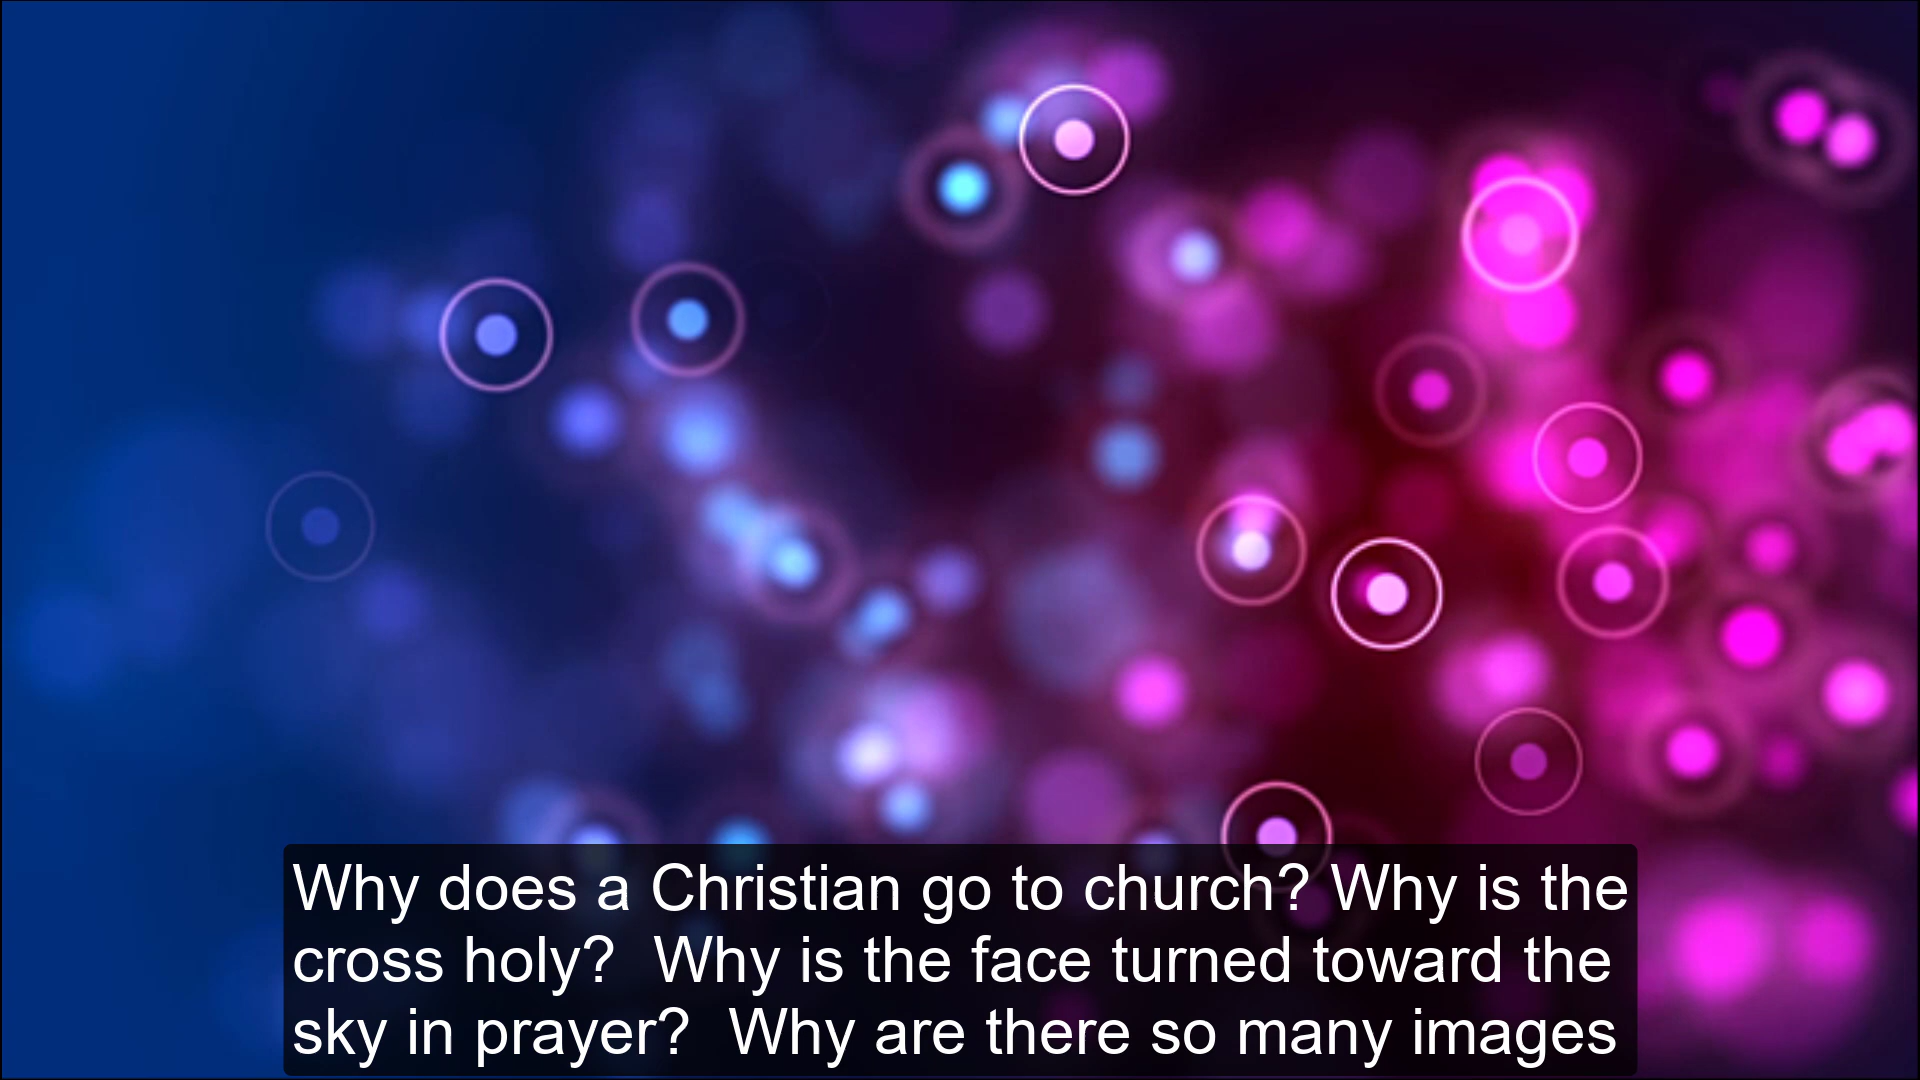 Why does a Christian go to church? Why is the
cross holy?  Why is the face turned toward the
sky in prayer?  Why are there so many images